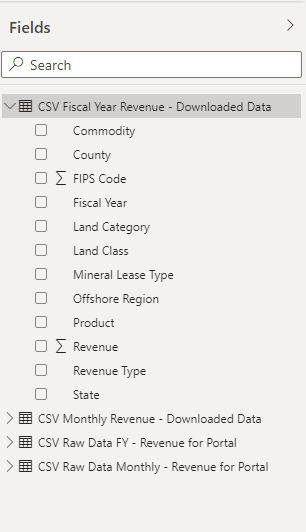 Fields
Search
CSV Fiscal Year Revenue - Downloaded Data
Commodity
County
∑ FIPS Code
Fiscal Year
Land Category
Land Class
Mineral Lease Type
Offshore Region
Product
∑ Revenue
Revenue Type
State
CSV Monthly Revenue - Downloaded Data
CSV Raw Data FY - Revenue for Portal
CSV Raw Data Monthly - Revenue for Portal